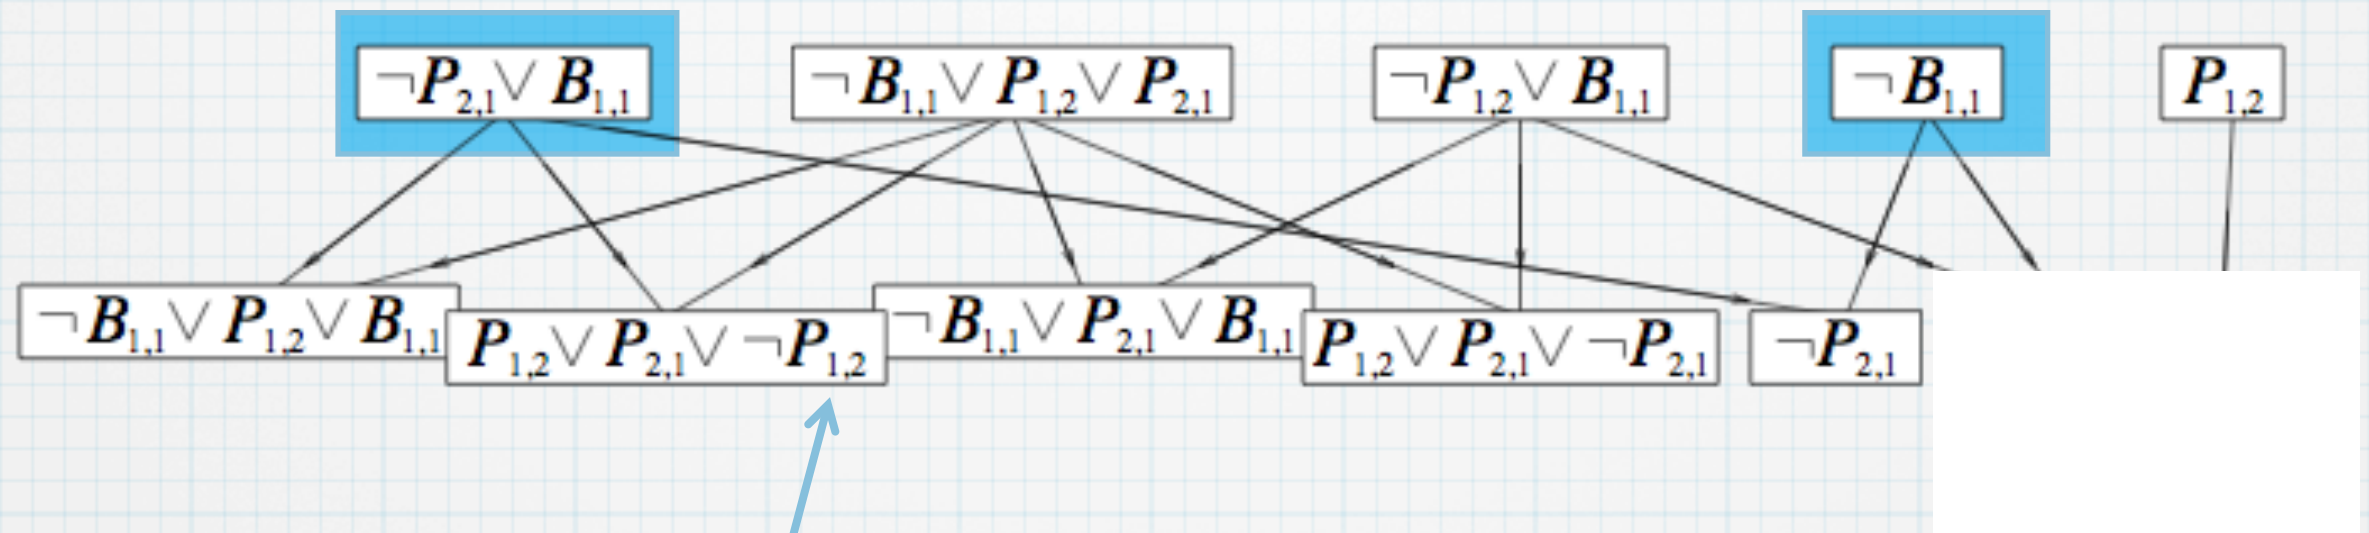 ¬P2,1 ∨ B1,1
¬B1,1 ∨ P1,2 ∨ P2,1
¬P1,2 ∨ B1,1
¬B1,1
P1,2
¬B1,1 ∨ P1,2 ∨ B1,1
P1,2 ∨ P2,1 ∨ ¬P1,2
¬B1,1 ∨ P2,1 ∨ B1,1
P1,2 ∨ P2,1 ∨ ¬P2,1
¬P2,1